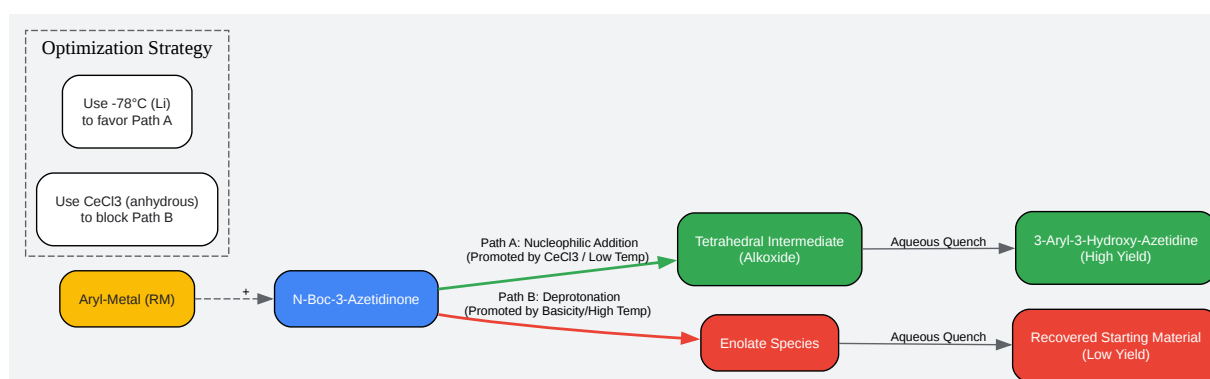 Optimization Strategy
Use -78°C (Li)
to favor Path A
Use CeCl3 (anhydrous)
to block Path B
Aryl-Metal (RM)
+
N-Boc-3-Azetidinone
Path A: Nucleophilic Addition
(Promoted by CeCl3 / Low Temp)
Path B: Deprotonation
(Promoted by Basicity/High Temp)
Tetrahedral Intermediate
(Alkoxide)
Aqueous Quench
3-Aryl-3-Hydroxy-Azetidine
(High Yield)
Enolate Species
Aqueous Quench
Recovered Starting Material
(Low Yield)